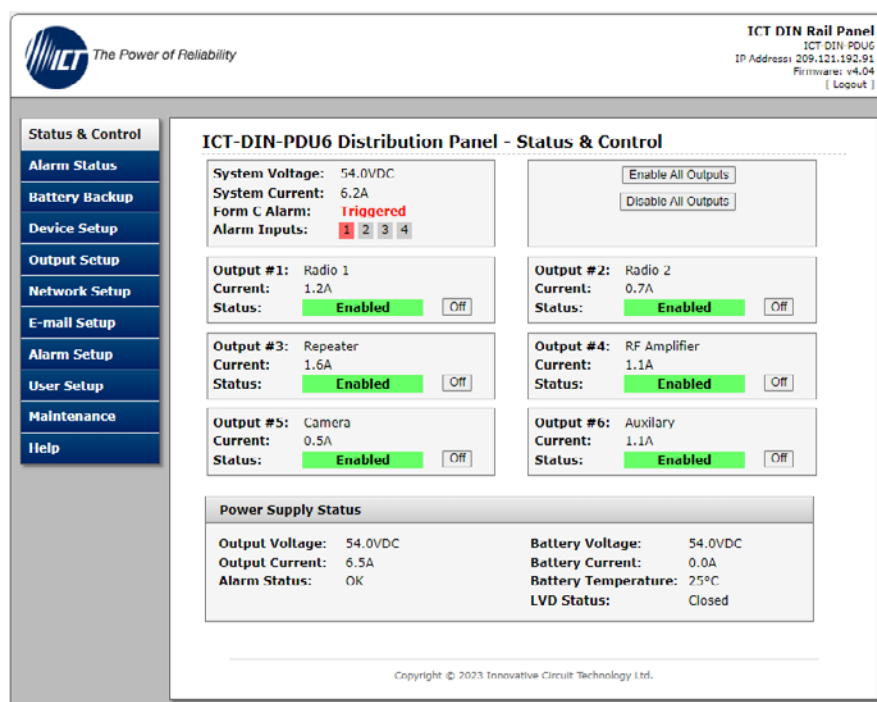 ICT The Power of Reliability
ICT DIN Rail Panel
ICT-DIN-PDU6
IP Address: 209.121.192.91
Firmware: v4.04
[ Logout ]
Status & Control
Alarm Status
Battery Backup
Device Setup
Output Setup
Network Setup
E-mail Setup
Alarm Setup
User Setup
Maintenance
Help
ICT-DIN-PDU6 Distribution Panel - Status & Control
System Voltage: 54.0VDC
System Current: 6.2A
Form C Alarm: Triggered
Alarm Inputs: 1 2 3 4
Enable All Outputs
Disable All Outputs
Output #1: Radio 1
Current: 1.2A
Status: Enabled Off
Output #2: Radio 2
Current: 0.7A
Status: Enabled Off
Output #3: Repeater
Current: 1.6A
Status: Enabled Off
Output #4: RF Amplifier
Current: 1.1A
Status: Enabled Off
Output #5: Camera
Current: 0.5A
Status: Enabled Off
Output #6: Auxilary
Current: 1.1A
Status: Enabled Off
Power Supply Status
Output Voltage: 54.0VDC
Output Current: 6.5A
Alarm Status: OK
Battery Voltage: 54.0VDC
Battery Current: 0.0A
Battery Temperature: 25°C
LVD Status: Closed
Copyright © 2023 Innovative Circuit Technology Ltd.